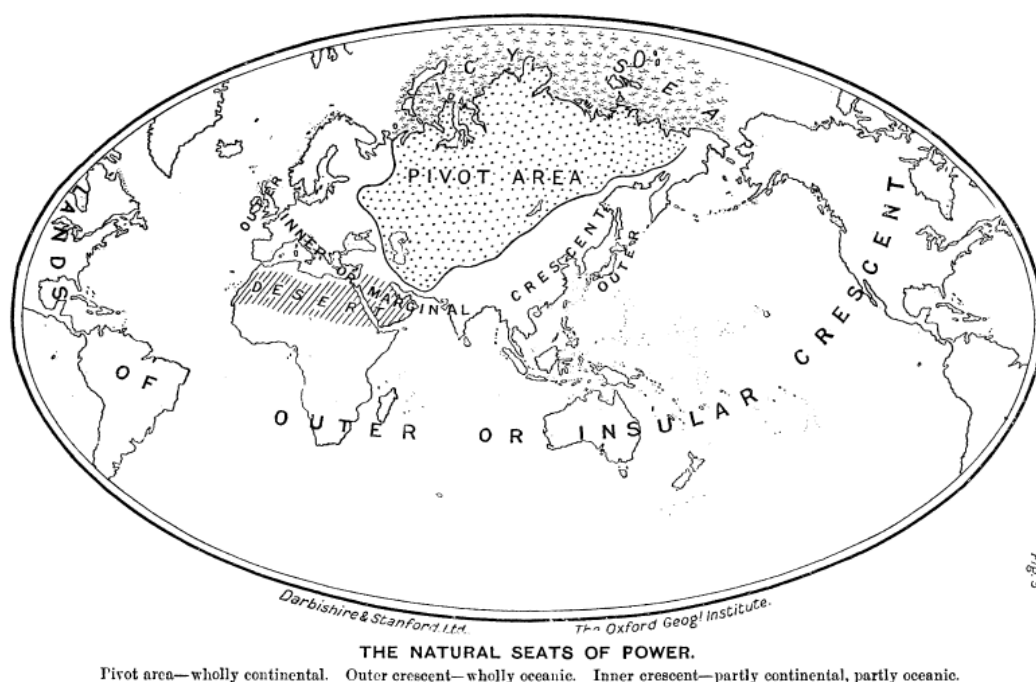 ICY SEA
PIVOT AREA
LANDS
OUTER
INNER OR MARGINAL
CRESCENT
OUTER
DESERT
CRESCENT
OF
OUTER OR INSULAR
Darbishire & Stanford, Ltd.
The Oxford Geogl. Institute.
THE NATURAL SEATS OF POWER.
Pivot area—wholly continental. Outer crescent—wholly oceanic. Inner crescent—partly continental, partly oceanic.